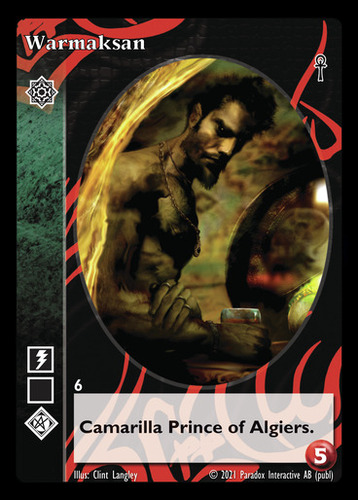 Warmaksan
6
Camarilla Prince of Algiers.
5
Illus: Clint Langley © 2021 Paradox Interactive AB (publ)